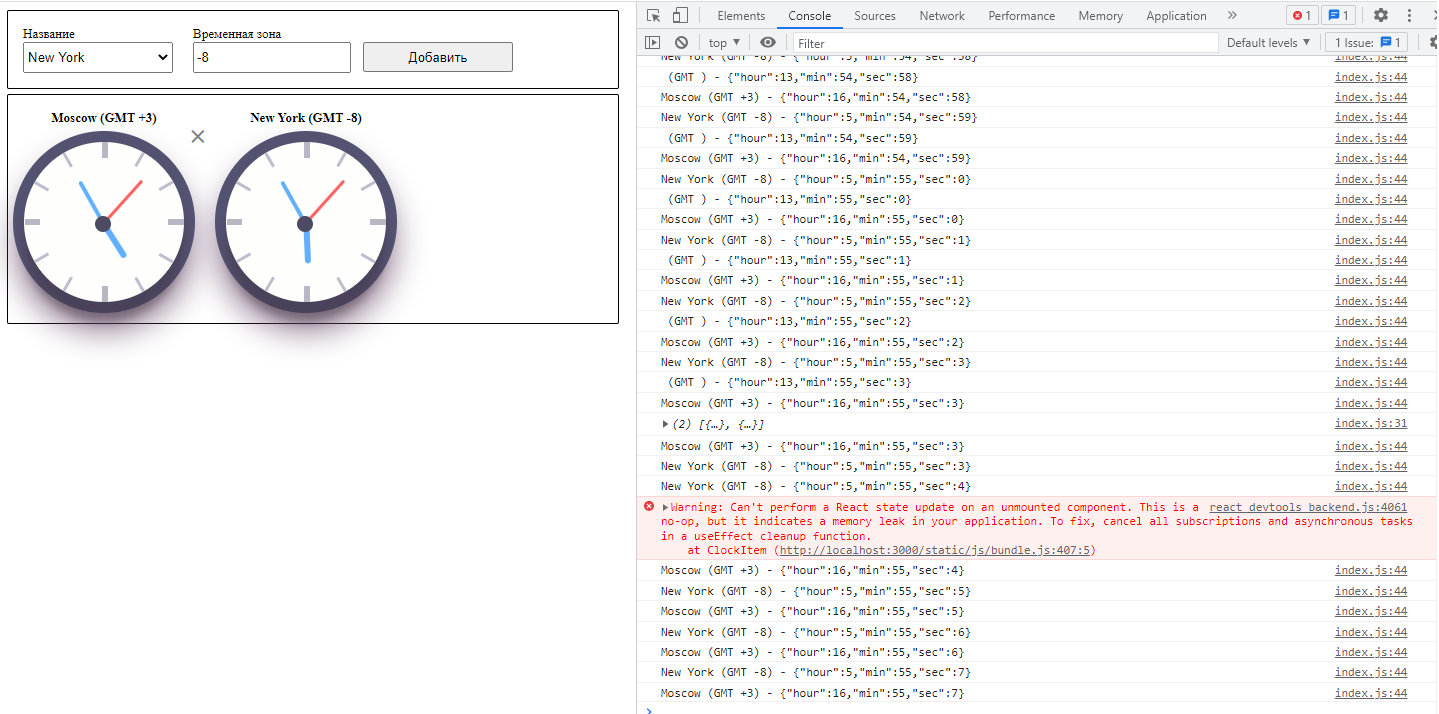 Название
Временная зона
New York
-8
Добавить
Moscow (GMT +3)
New York (GMT -8)
Elements
Console
Sources
Network
Performance
Memory
Application
1
1
top
Filter
Default levels
1 Issue:
1
New York (GMT -8) - {"hour":5,"min":54,"sec":58} index.js:44
(GMT ) - {"hour":13,"min":54,"sec":58} index.js:44
Moscow (GMT +3) - {"hour":16,"min":54,"sec":58} index.js:44
New York (GMT -8) - {"hour":5,"min":54,"sec":59} index.js:44
(GMT ) - {"hour":13,"min":54,"sec":59} index.js:44
Moscow (GMT +3) - {"hour":16,"min":54,"sec":59} index.js:44
New York (GMT -8) - {"hour":5,"min":55,"sec":0} index.js:44
(GMT ) - {"hour":13,"min":55,"sec":0} index.js:44
Moscow (GMT +3) - {"hour":16,"min":55,"sec":0} index.js:44
New York (GMT -8) - {"hour":5,"min":55,"sec":1} index.js:44
(GMT ) - {"hour":13,"min":55,"sec":1} index.js:44
Moscow (GMT +3) - {"hour":16,"min":55,"sec":1} index.js:44
New York (GMT -8) - {"hour":5,"min":55,"sec":2} index.js:44
(GMT ) - {"hour":13,"min":55,"sec":2} index.js:44
Moscow (GMT +3) - {"hour":16,"min":55,"sec":2} index.js:44
New York (GMT -8) - {"hour":5,"min":55,"sec":3} index.js:44
(GMT ) - {"hour":13,"min":55,"sec":3} index.js:44
Moscow (GMT +3) - {"hour":16,"min":55,"sec":3} index.js:44
(2) [{…}, {…}] index.js:31
Moscow (GMT +3) - {"hour":16,"min":55,"sec":3} index.js:44
New York (GMT -8) - {"hour":5,"min":55,"sec":3} index.js:44
New York (GMT -8) - {"hour":5,"min":55,"sec":4} index.js:44
Warning: Can't perform a React state update on an unmounted component. This is a react devtools backend.js:4061
no-op, but it indicates a memory leak in your application. To fix, cancel all subscriptions and asynchronous tasks
in a useEffect cleanup function.
at ClockItem (http://localhost:3000/static/js/bundle.js:407:5)
Moscow (GMT +3) - {"hour":16,"min":55,"sec":4} index.js:44
New York (GMT -8) - {"hour":5,"min":55,"sec":5} index.js:44
Moscow (GMT +3) - {"hour":16,"min":55,"sec":5} index.js:44
New York (GMT -8) - {"hour":5,"min":55,"sec":6} index.js:44
Moscow (GMT +3) - {"hour":16,"min":55,"sec":6} index.js:44
New York (GMT -8) - {"hour":5,"min":55,"sec":7} index.js:44
Moscow (GMT +3) - {"hour":16,"min":55,"sec":7} index.js:44